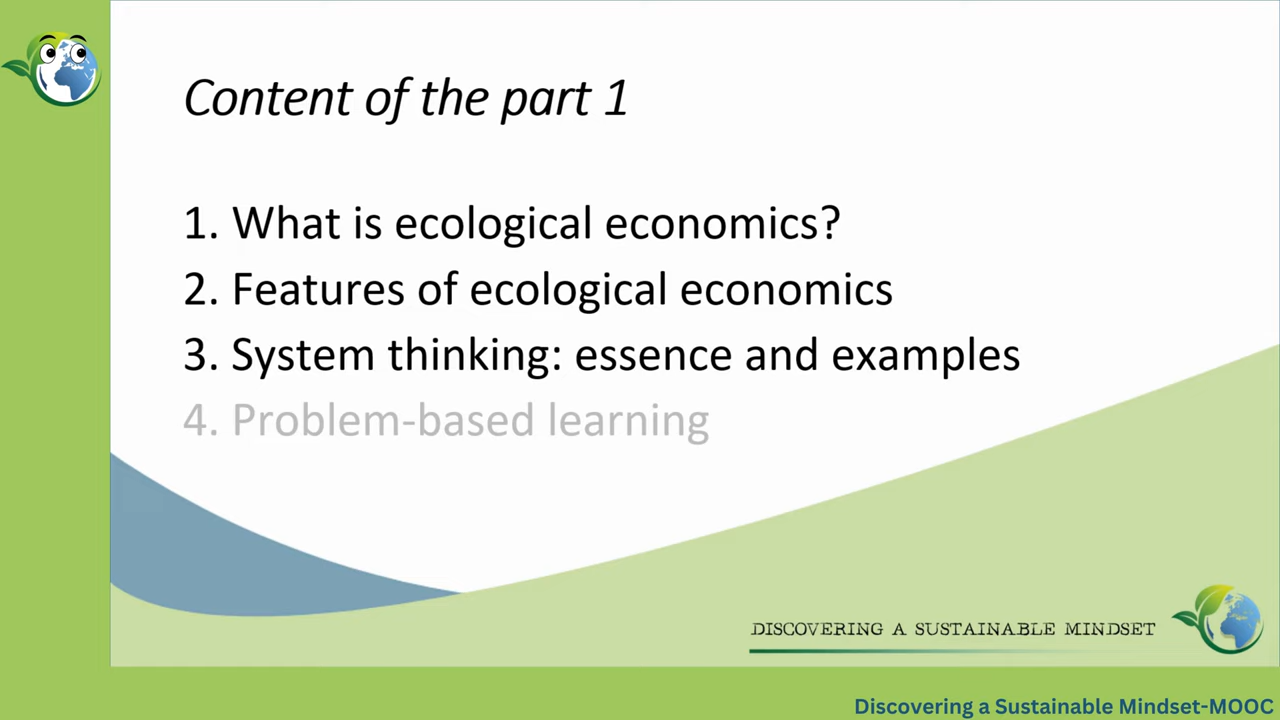 Content of the part 1
1. What is ecological economics?
2. Features of ecological economics
3. System thinking: essence and examples
4. Problem-based learning
DISCOVERING A SUSTAINABLE MINDSET
Discovering a Sustainable Mindset-MOOC